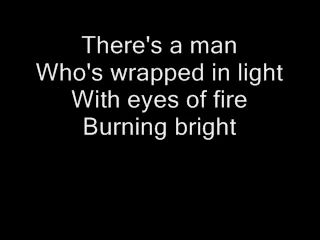 There's a man
Who's wrapped in light
With eyes of fire
Burning bright